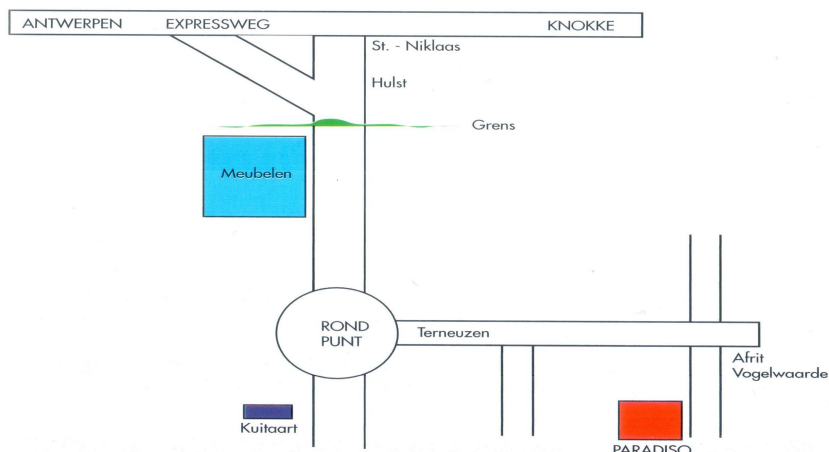 ANTWERPEN EXPRESSWEG KNOKKE
St. - Niklaas
Hulst
Grens
Meubelen
ROND
PUNT
Terneuzen
Afrit
Vogelwaarde
Kuitaart
PARADISO